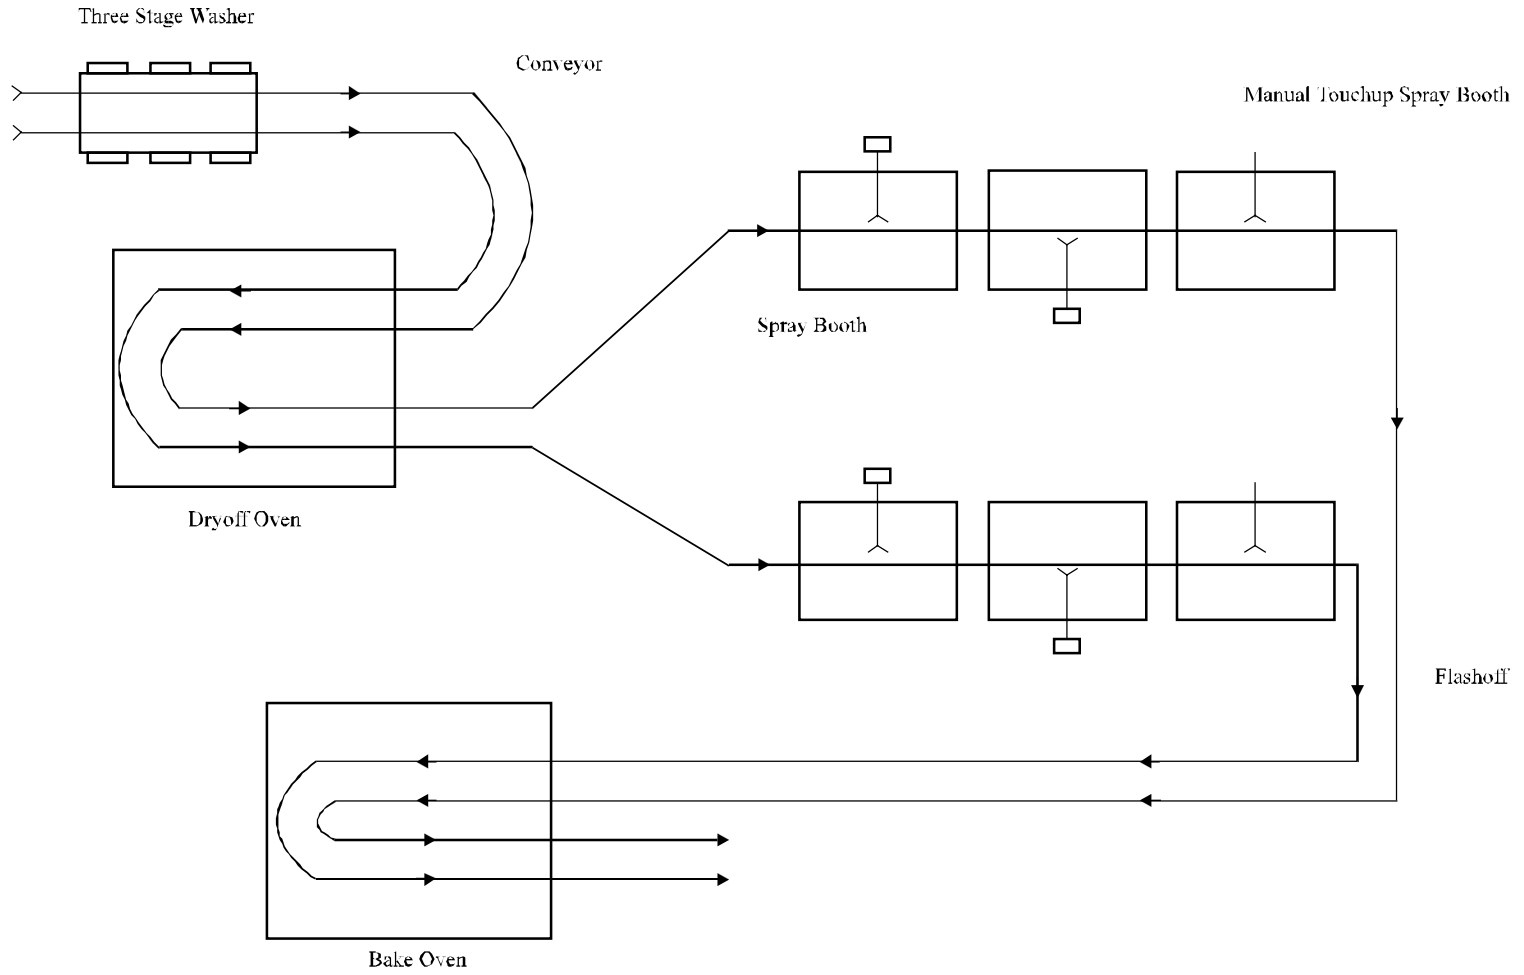 Three Stage Washer
Conveyor
Manual Touchup Spray Booth
Spray Booth
Dryoff Oven
Flashoff
Bake Oven